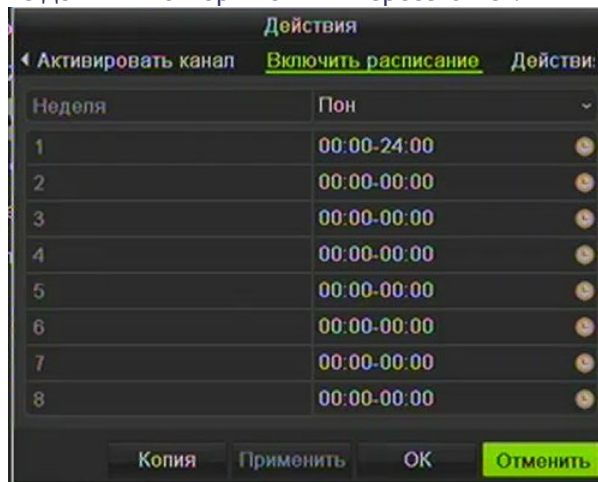 Действия
Активировать канал Включить расписание Действи
Неделя Пон
1 00:00-24:00
2 00:00-00:00
3 00:00-00:00
4 00:00-00:00
5 00:00-00:00
6 00:00-00:00
7 00:00-00:00
8 00:00-00:00
Копия Применить OK Отменить